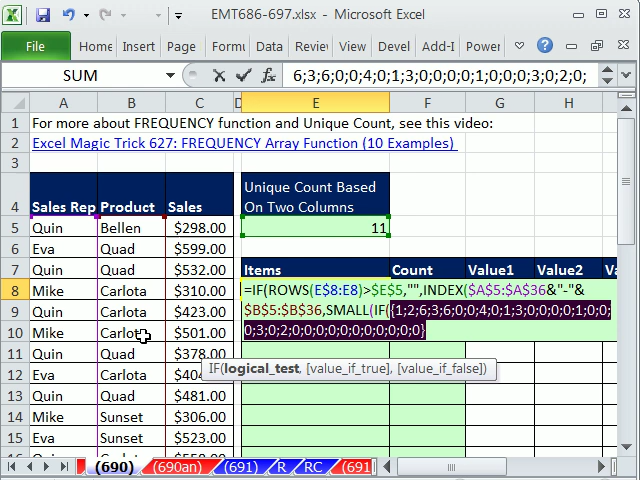 EMT686-697.xlsx - Microsoft Excel
File Home Insert Page Form Data Revie View Devel Add-I Power
SUM fx 6;3;6;0;0;4;0;1;3;0;0;0;0;1;0;0;0;3;0;2;0;
A B C D E F G H
1 For more about FREQUENCY function and Unique Count, see this video:
2 Excel Magic Trick 627: FREQUENCY Array Function (10 Examples)
3
4 Sales Rep Product Sales Unique Count Based On Two Columns
5 Quin Bellen $298.00 11
6 Eva Quad $599.00
7 Quin Quad $532.00 Items Count Value1 Value2 Va
8 Mike Carlota $310.00 =IF(ROWS(E$8:E8)>$E$5,"",INDEX($A$5:$A$36&"-"&
9 Quin Carlota $423.00 $B$5:$B$36,SMALL(IF({1;2;6;3;6;0;0;4;0;1;3;0;0;0;0;1;0;0;
10 Mike Carlota $501.00 0;3;0;2;0;0;0;0;0;0;0;0;0;0;0}
11 Quin Quad $378.00
IF(logical_test, [value_if_true], [value_if_false])
12 Eva Carlota $404
13 Quin Quad $481.00
14 Mike Sunset $306.00
15 Eva Sunset $523.00
(690) (690an) (691) R RC (691